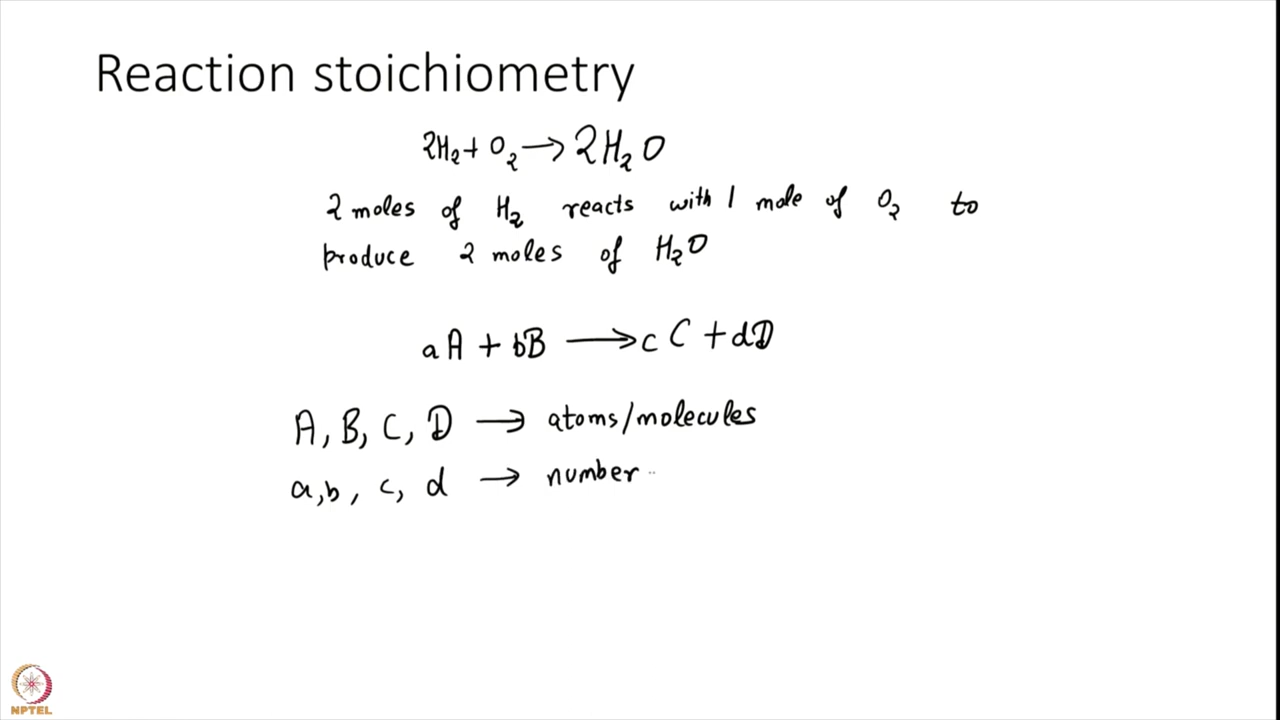 Reaction stoichiometry
2H₂ + O₂ → 2H₂O
2 moles of H₂ reacts with 1 mole of O₂ to
produce 2 moles of H₂O
aA + bB → cC + dD
A, B, C, D → atoms/molecules
a, b, c, d → number
NPTEL